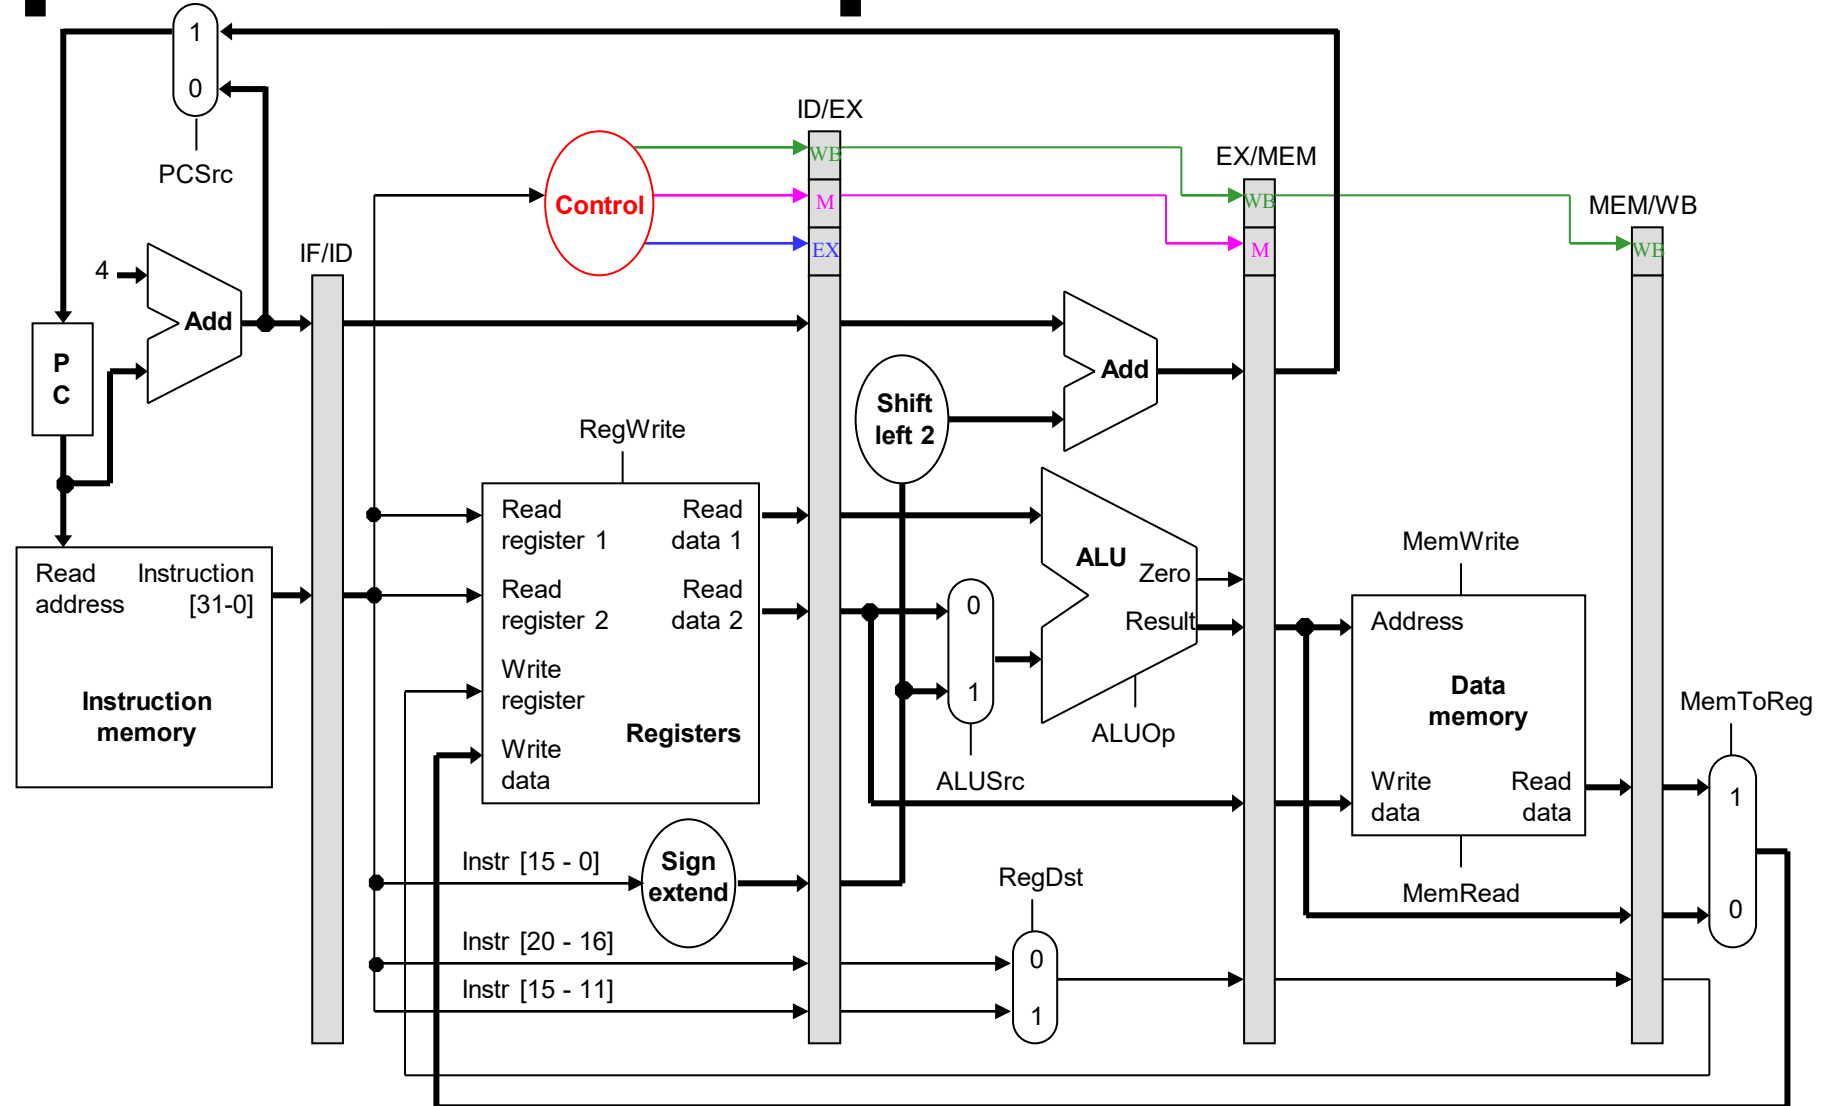 1
0
PCSrc
ID/EX
WB
M
EX
EX/MEM
WB
M
MEM/WB
WB
Control
IF/ID
4
Add
P
C
Add
Shift
left 2
RegWrite
Read
register 1
Read
data 1
Read
register 2
Read
data 2
Write
register
Write
data
Registers
Read
address
Instruction
[31-0]
Instruction
memory
ALU
Zero
Result
ALUOp
0
1
ALUSrc
MemWrite
Address
Data
memory
Write
data
Read
data
MemRead
MemToReg
1
0
Instr [15 - 0]
Sign
extend
RegDst
Instr [20 - 16]
0
Instr [15 - 11]
1